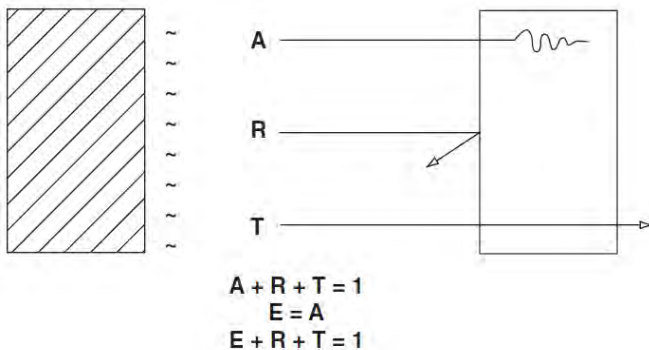 A
R
T
A + R + T = 1
E = A
E + R + T = 1